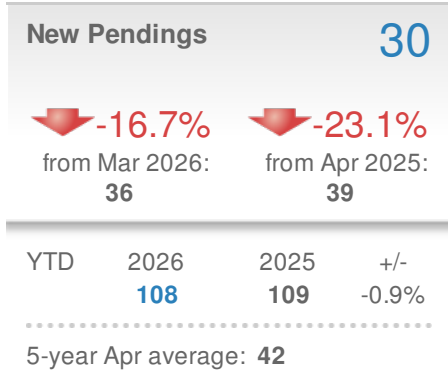 New Pendings 30
-16.7% -23.1%
from Mar 2026: from Apr 2025:
36 39
YTD 2026 2025 +/-
108 109 -0.9%
5-year Apr average: 42